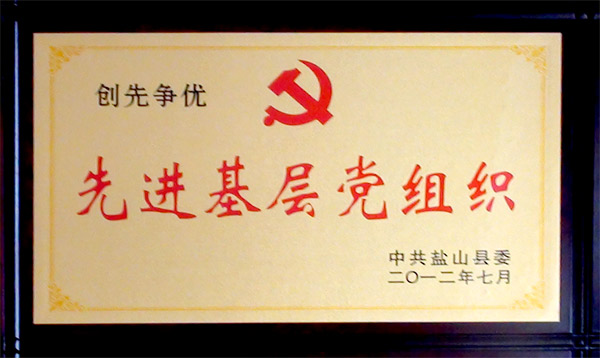 创先争优
先进基层党组织
中共盐山县委
二〇一二年七月